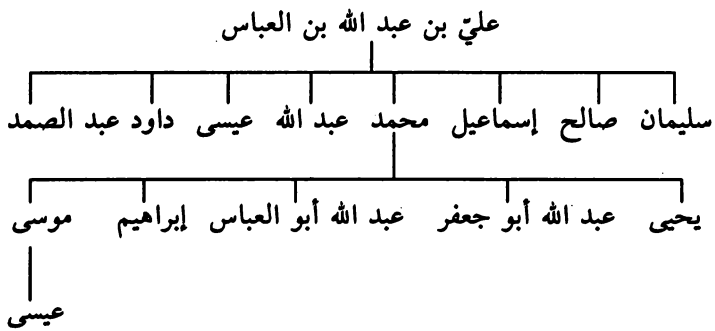 عليّ بن عبد الله بن العباس
سليمان صالح إسماعيل محمد عبد الله عيسى داود عبد الصمد
يحيى عبد الله أبو جعفر عبد الله أبو العباس إبراهيم موسى
عيسى